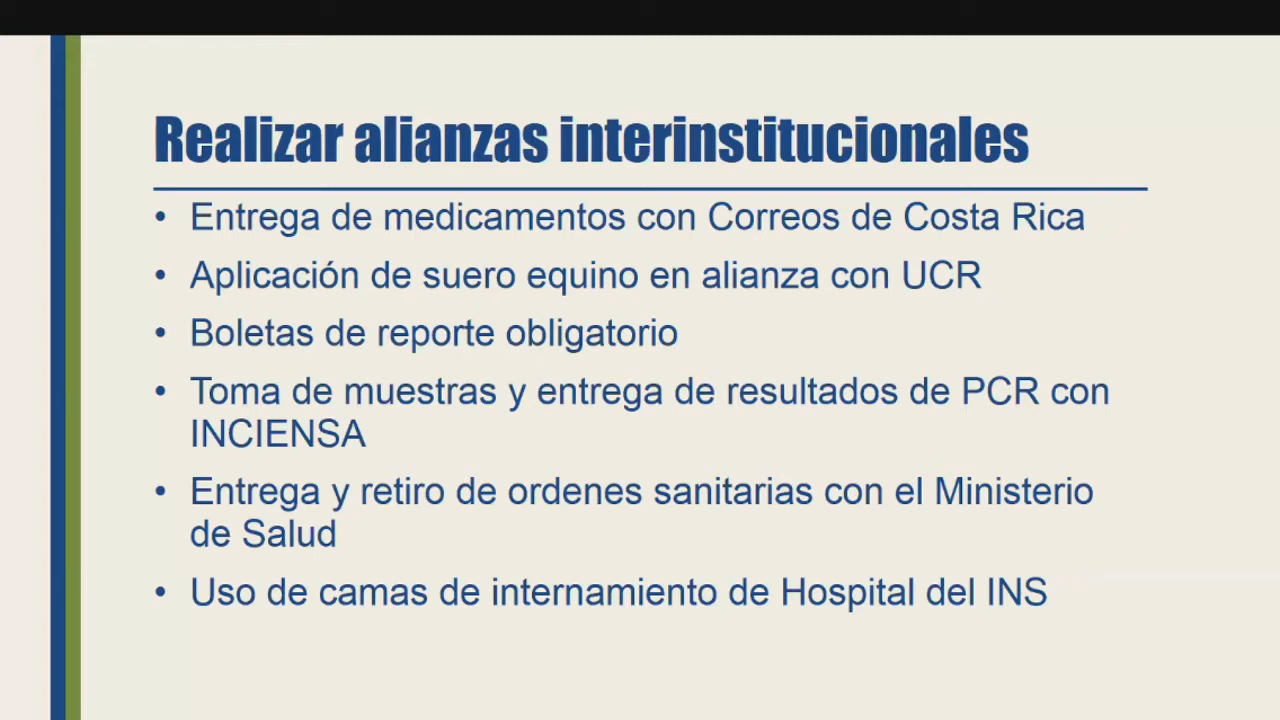 Realizar alianzas interinstitucionales
• Entrega de medicamentos con Correos de Costa Rica
• Aplicación de suero equino en alianza con UCR
• Boletas de reporte obligatorio
• Toma de muestras y entrega de resultados de PCR con
INCIENSA
• Entrega y retiro de ordenes sanitarias con el Ministerio
de Salud
• Uso de camas de internamiento de Hospital del INS